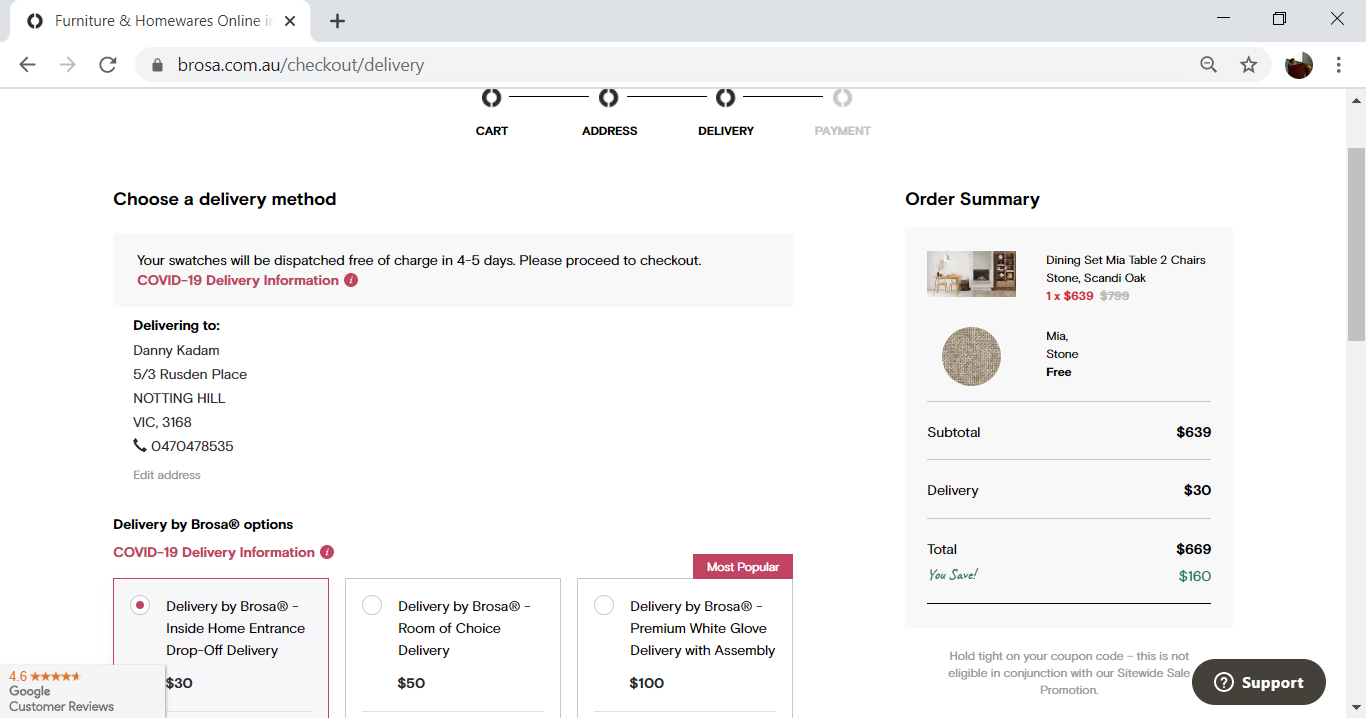 Furniture & Homewares Online in
brosa.com.au/checkout/delivery
CART
ADDRESS
DELIVERY
PAYMENT
Choose a delivery method
Your swatches will be dispatched free of charge in 4-5 days. Please proceed to checkout.
COVID-19 Delivery Information i
Delivering to:
Danny Kadam
5/3 Rusden Place
NOTTING HILL
VIC, 3168
0470478535
Edit address
Delivery by Brosa® options
COVID-19 Delivery Information i
Delivery by Brosa® -
Inside Home Entrance
Drop-Off Delivery
$30
Delivery by Brosa® -
Room of Choice
Delivery
$50
Most Popular
Delivery by Brosa® -
Premium White Glove
Delivery with Assembly
$100
4.6
Google
Customer Reviews
Order Summary
Dining Set Mia Table 2 Chairs
Stone, Scandi Oak
1 x $639 $799
Mia,
Stone
Free
Subtotal $639
Delivery $30
Total $669
You Save! $160
Hold tight on your coupon code – this is not
eligible in conjunction with our Sitewide Sale
Promotion.
? Support